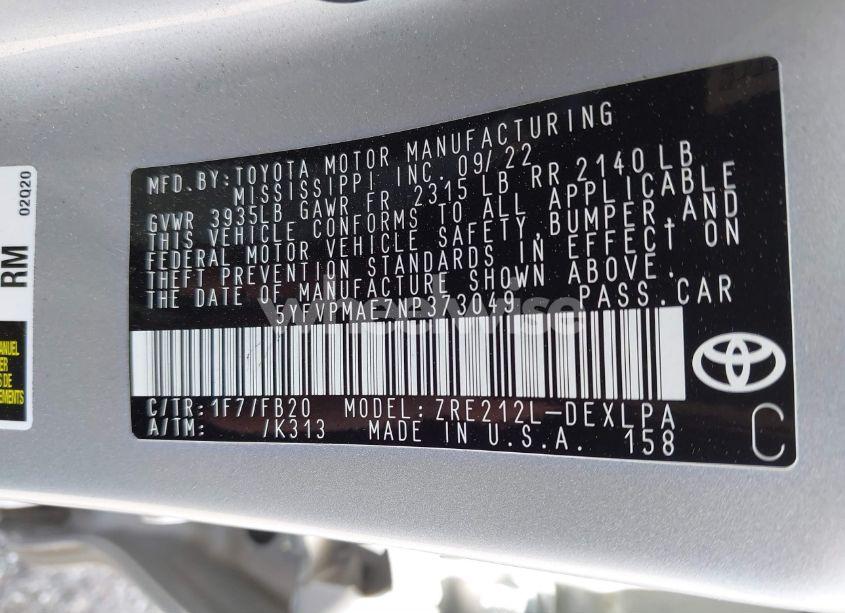 MFD.BY:TOYOTA MOTOR MANUFACTURING
MISSISSIPPI INC. 09/22
GVWR 3935LB GAWR FR 2315 LB RR 2140 LB
THIS VEHICLE CONFORMS TO ALL APPLICABLE
FEDERAL MOTOR VEHICLE SAFETY,BUMPER,AND
THEFT PREVENTION STANDARDS IN EFFECT ON
THE DATE OF MANUFACTURE SHOWN ABOVE.
5YFVPMAE7NP373049 PASS.CAR
C/TR: 1F7/FB20 MODEL: ZRE212L-DEXLPA
A/TM: /K313 MADE IN U.S.A. 158
C
RM
02Q20
wheelwise